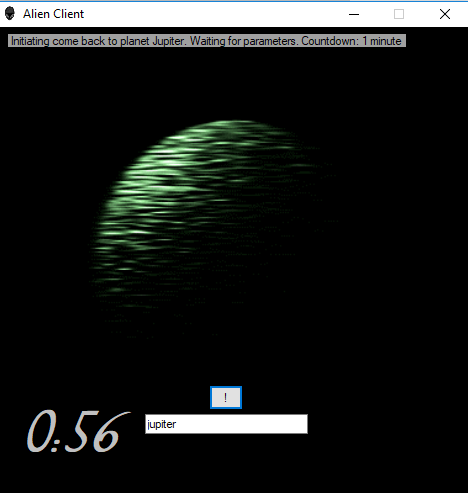 Alien Client
Initiating come back to planet Jupiter. Waiting for parameters. Countdown: 1 minute
!
0:56
jupiter